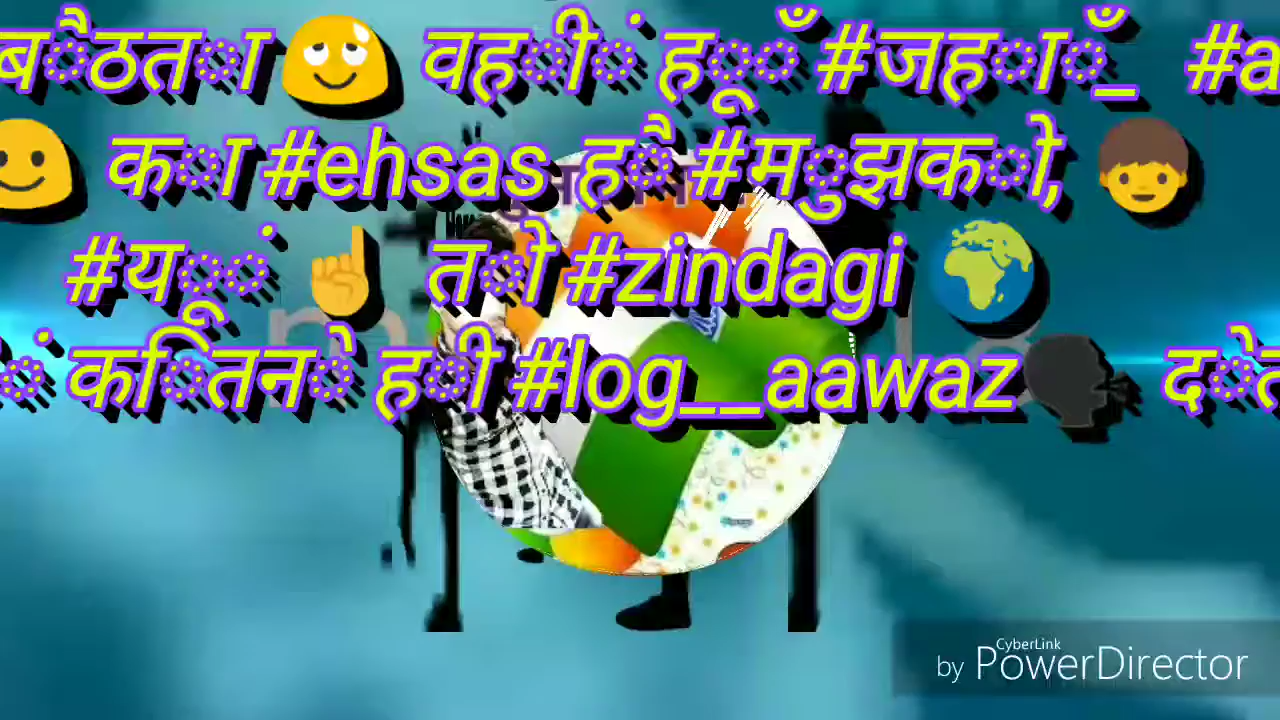 बैठता 😅 वहीं हूँ #जहाँ_ #a
🙂 का #ehsas है #मुझको, 👦
#यूं ☝ तो #zindagi 🌍
ं कितने ही #log__aawaz🗣 दे
by CyberLink PowerDirector